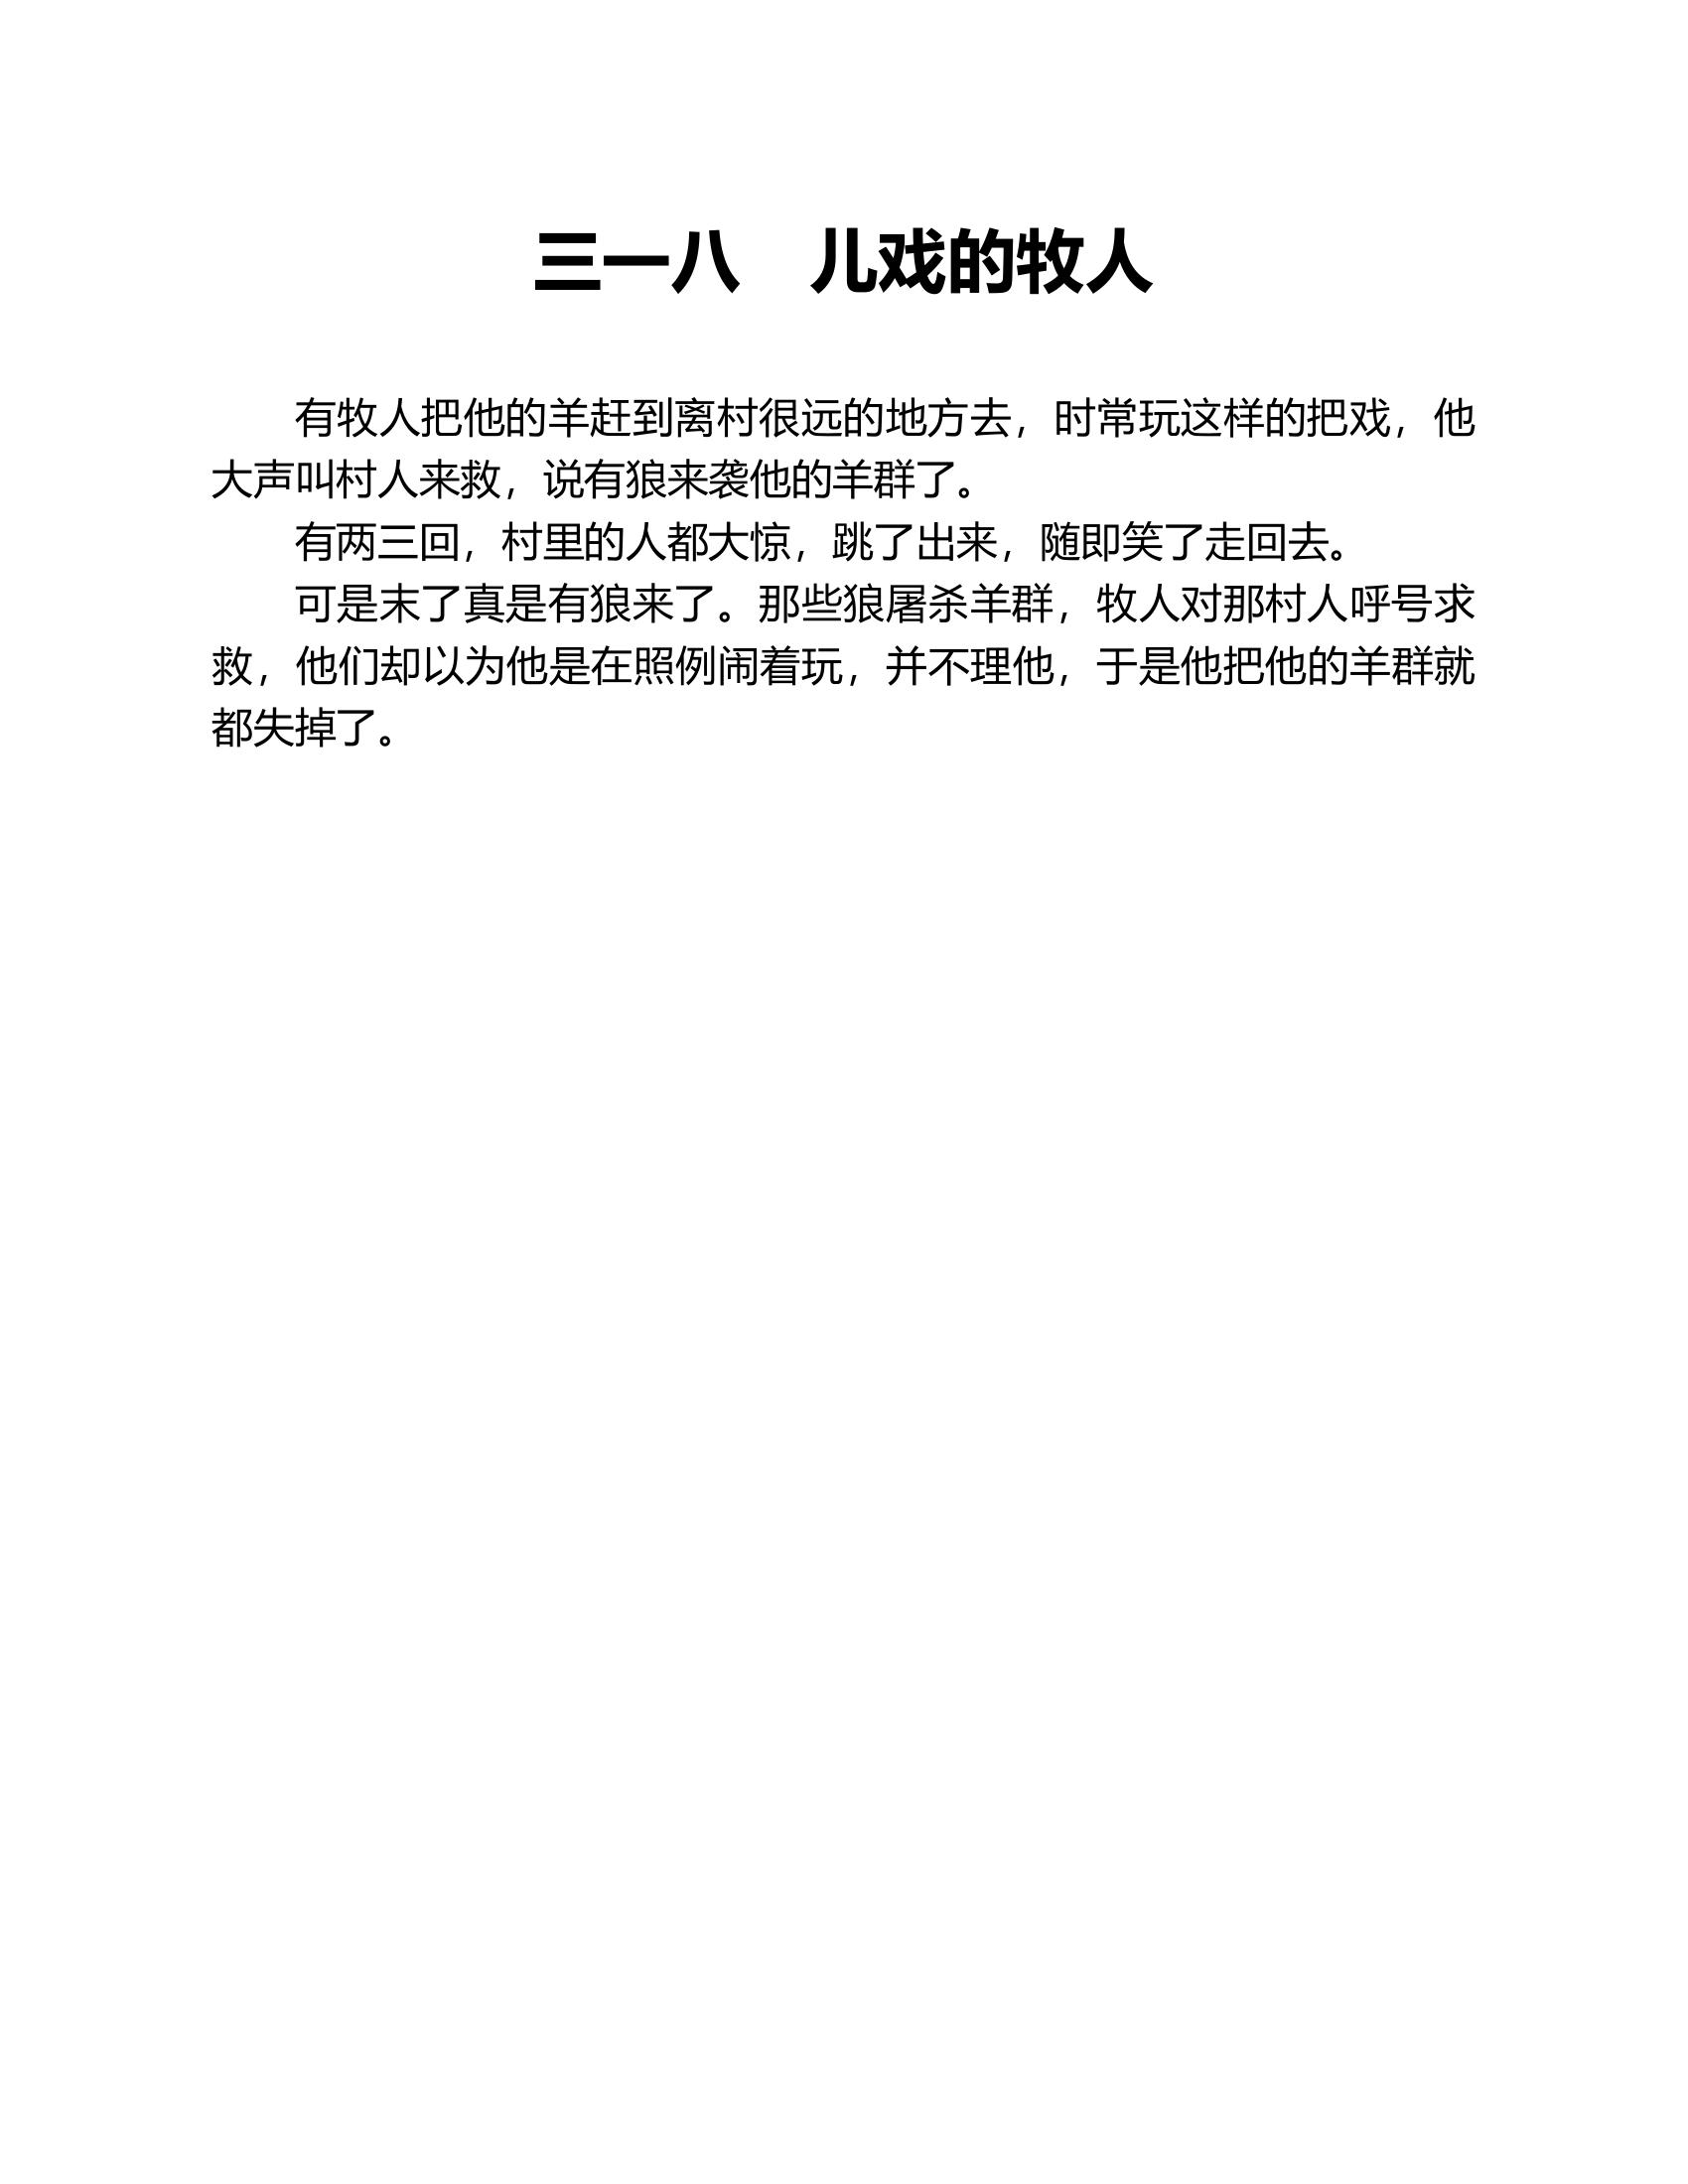 三一八　儿戏的牧人
有牧人把他的羊赶到离村很远的地方去，时常玩这样的把戏，他
大声叫村人来救，说有狼来袭他的羊群了。
有两三回，村里的人都大惊，跳了出来，随即笑了走回去。
可是末了真是有狼来了。那些狼屠杀羊群，牧人对那村人呼号求
救，他们却以为他是在照例闹着玩，并不理他，于是他把他的羊群就
都失掉了。